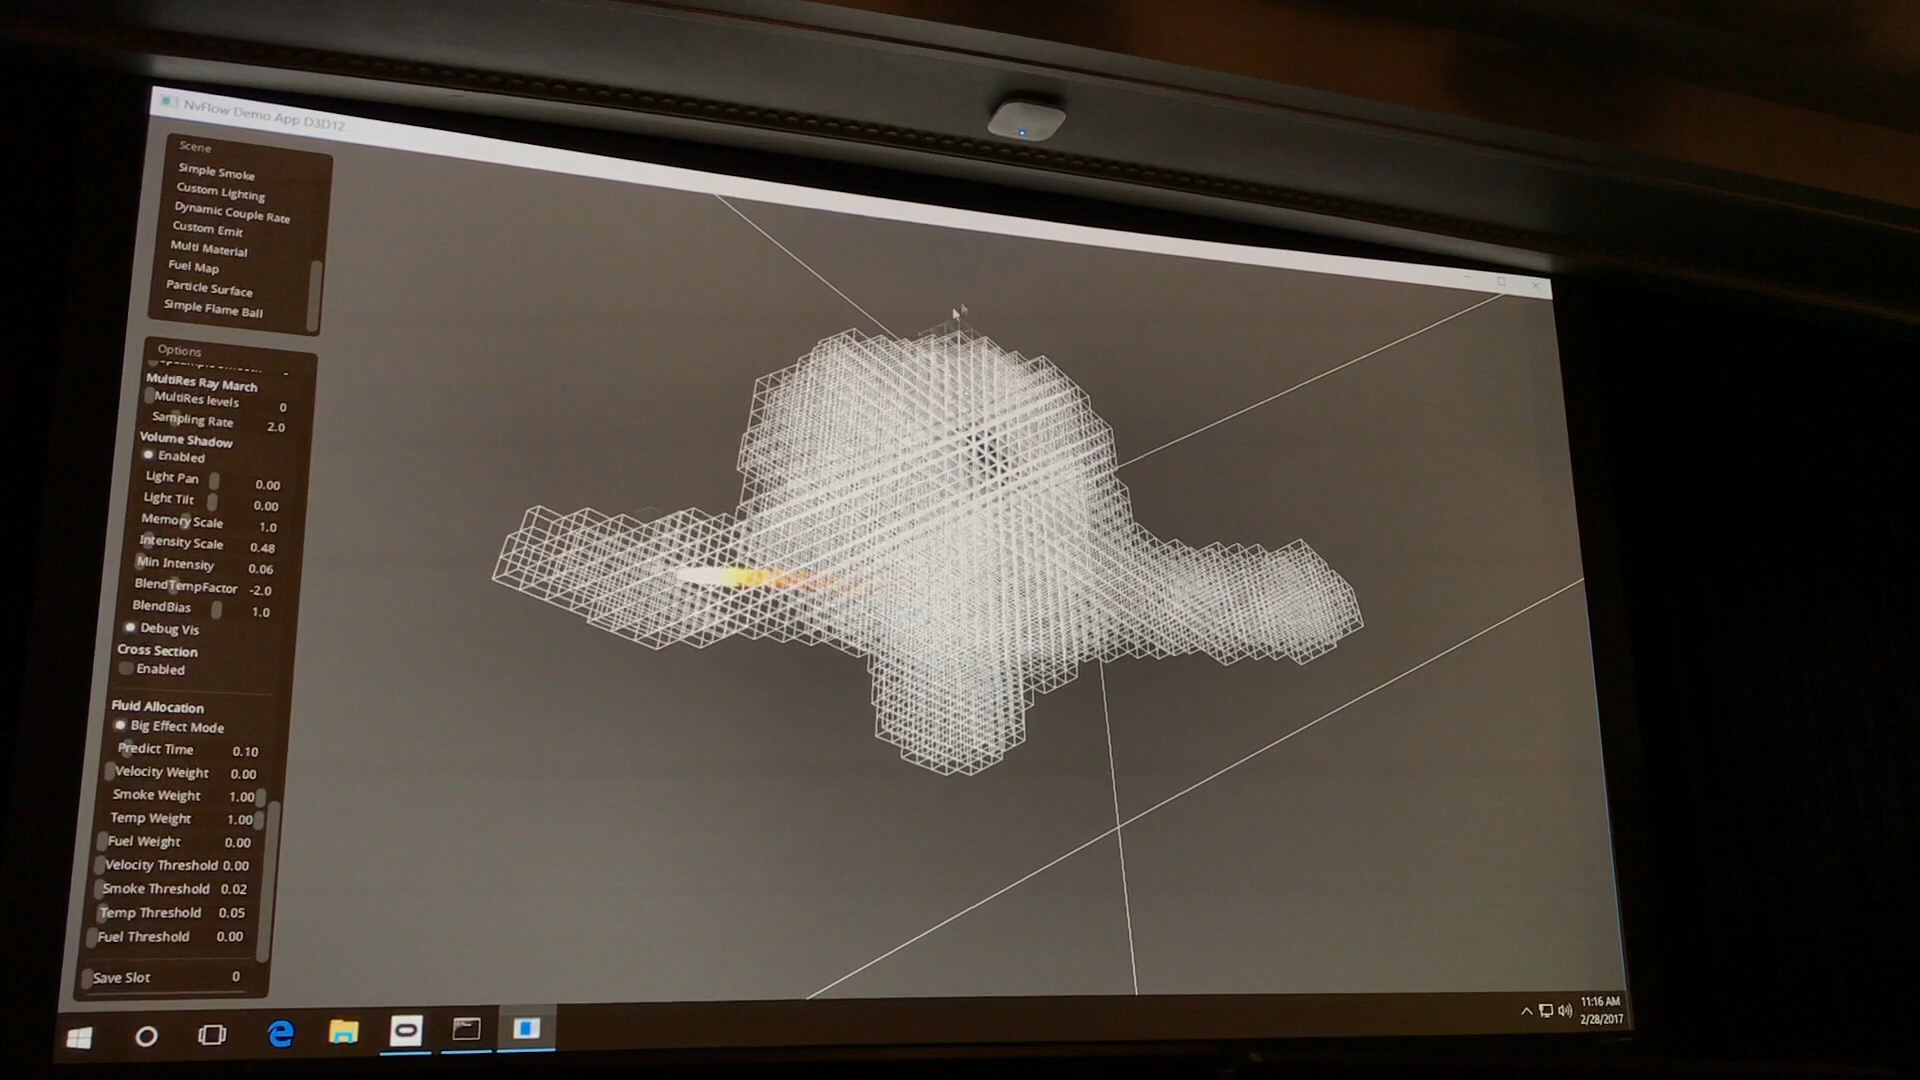 NvFlow Demo App D3D12
Scene
Simple Smoke
Custom Lighting
Dynamic Couple Rate
Custom Emit
Multi Material
Fuel Map
Particle Surface
Simple Flame Ball
Options
MultiRes Ray March
MultiRes levels 0
Sampling Rate 2.0
Volume Shadow
Enabled
Light Pan 0.00
Light Tilt 0.00
Memory Scale 1.0
Intensity Scale 0.48
Min Intensity 0.06
BlendTempFactor -2.0
BlendBias 1.0
Debug Vis
Cross Section
Enabled
Fluid Allocation
Big Effect Mode
Predict Time 0.10
Velocity Weight 0.00
Smoke Weight 1.00
Temp Weight 1.00
Fuel Weight 0.00
Velocity Threshold 0.00
Smoke Threshold 0.02
Temp Threshold 0.05
Fuel Threshold 0.00
Save Slot 0
11:16 AM
2/28/2017